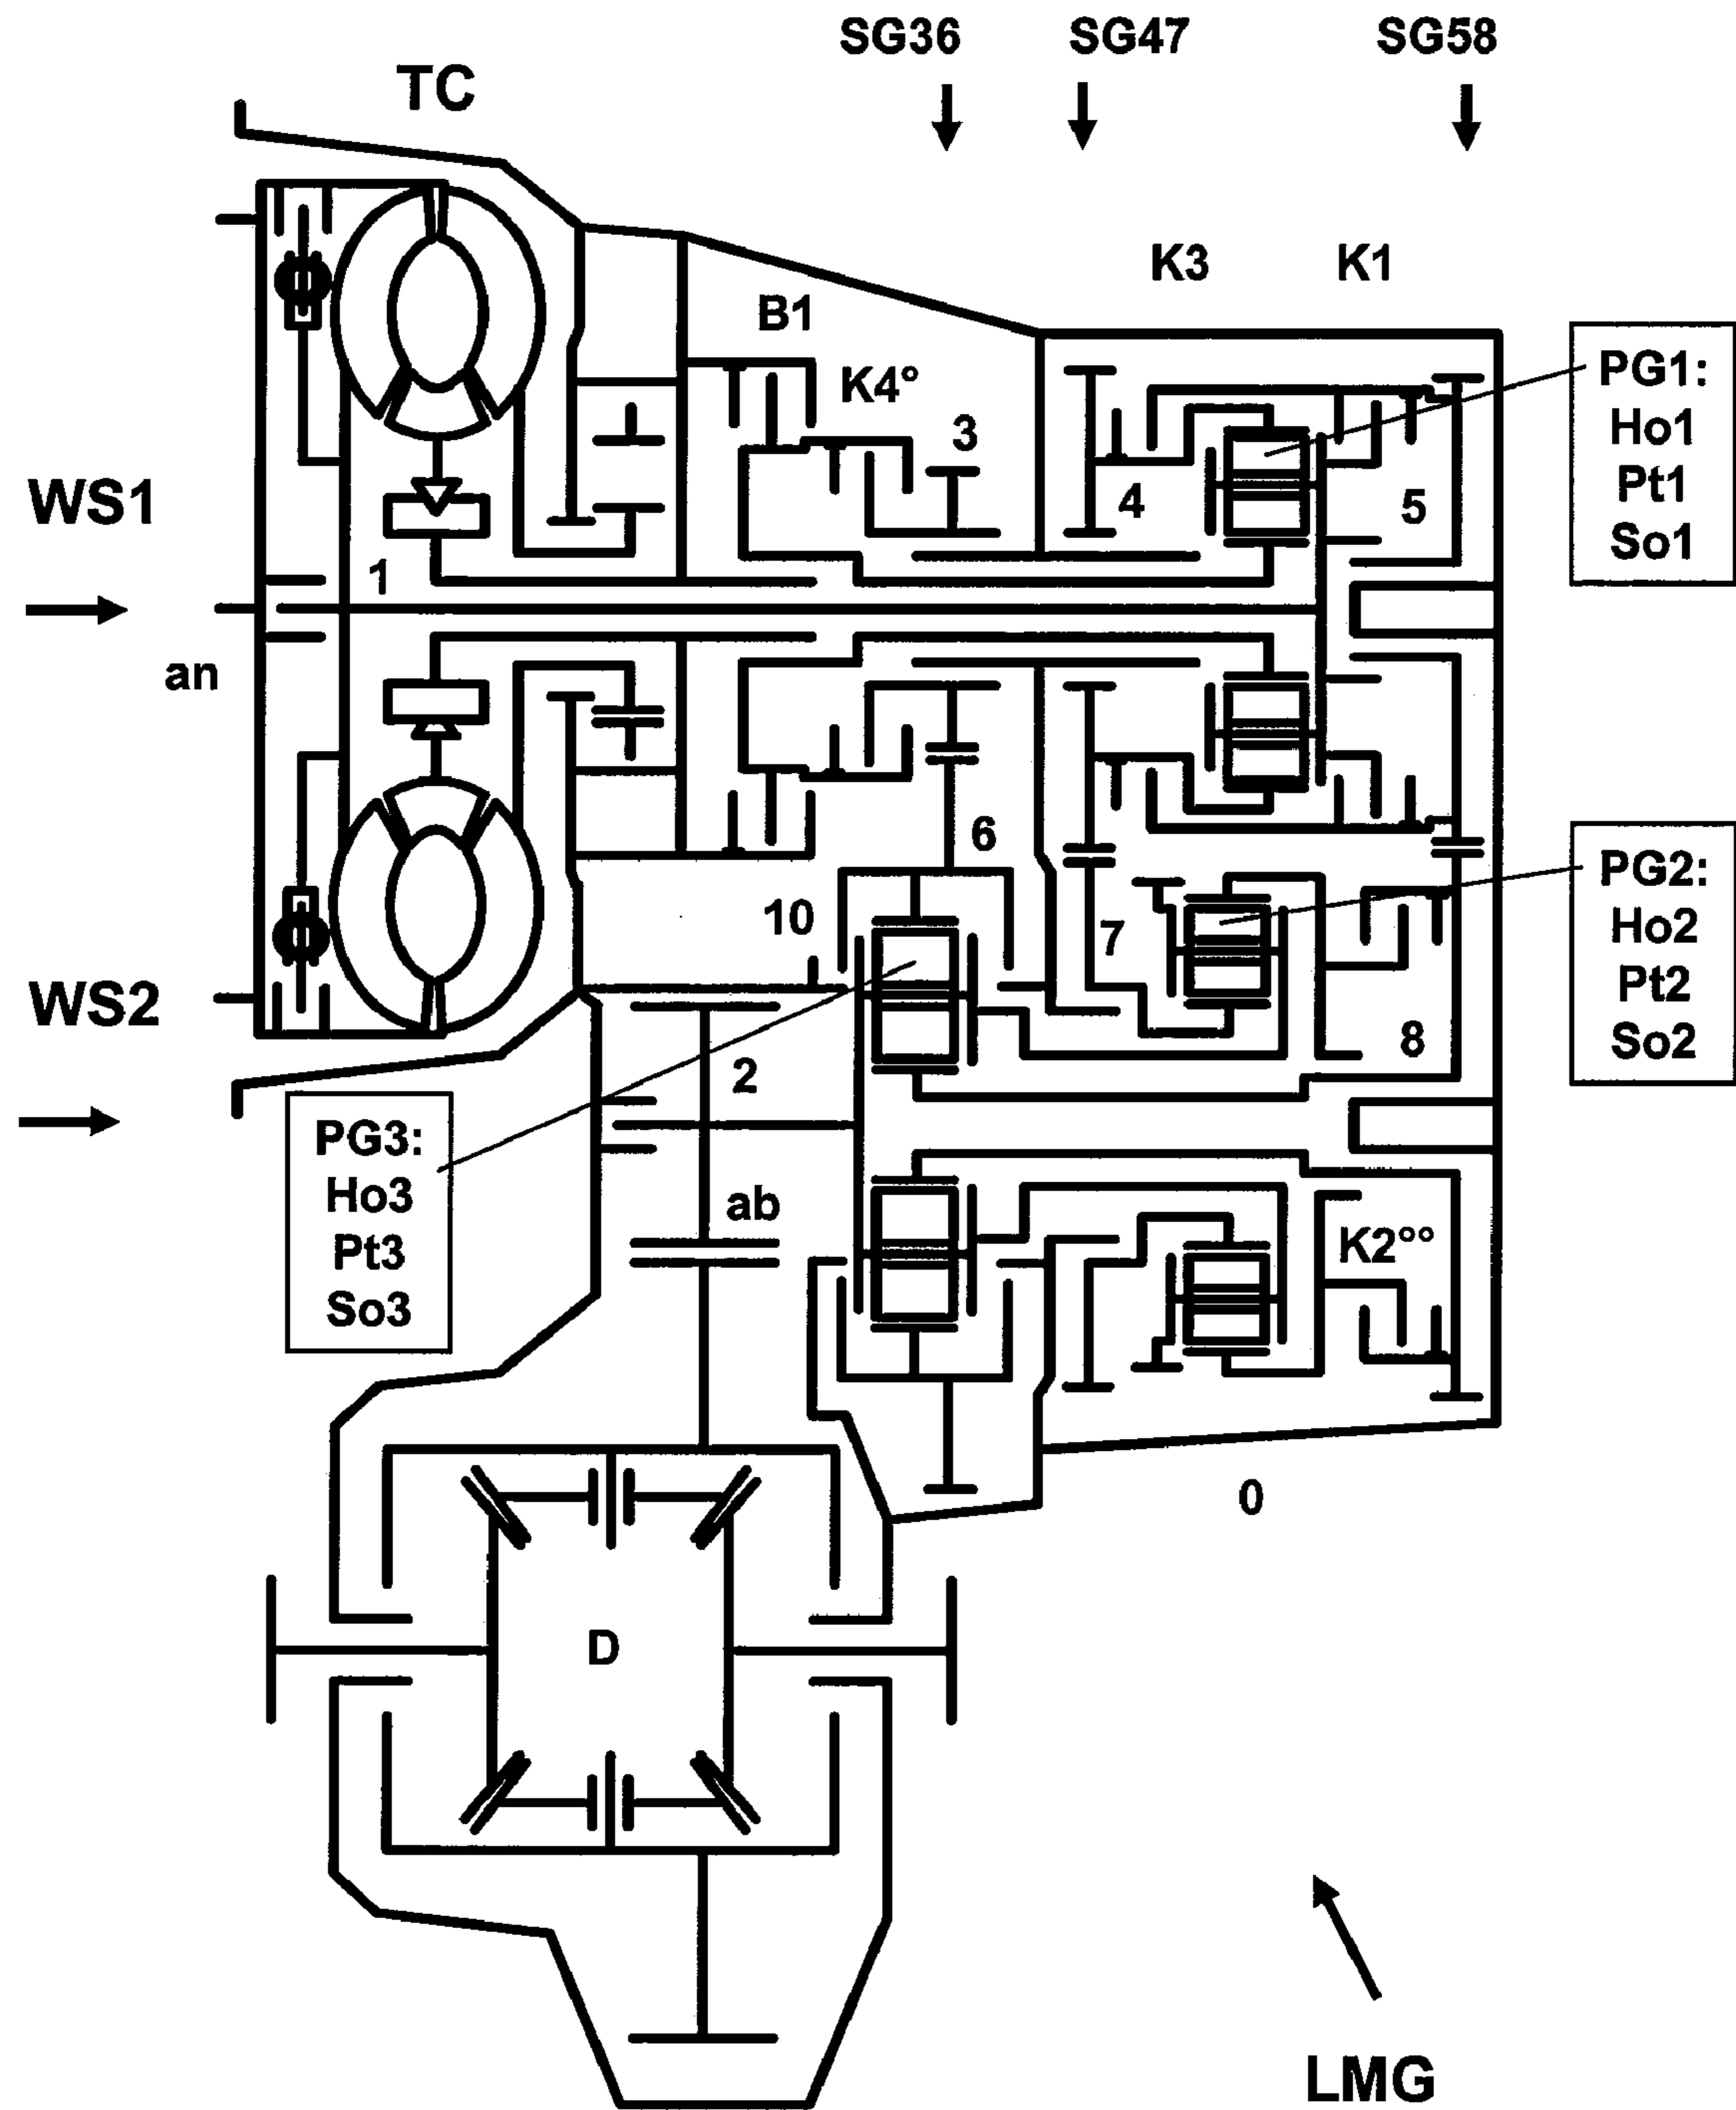 SG36 SG47 SG58
TC
K3 K1
B1
PG1:
Ho1
Pt1
So1
K4°
3
WS1
4
5
1
an
6
PG2:
Ho2
Pt2
So2
10
7
WS2
8
2
PG3:
Ho3
Pt3
So3
ab
K2°°
0
D
LMG